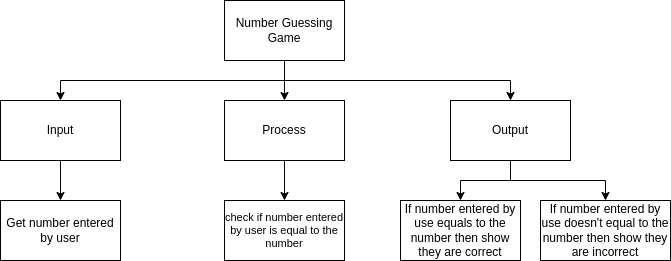 Number Guessing
Game
Input
Process
Output
Get number entered
by user
check if number entered
by user is equal to the
number
If number entered by
use equals to the
number then show
they are correct
If number entered by
use doesn't equal to the
number then show they
are incorrect